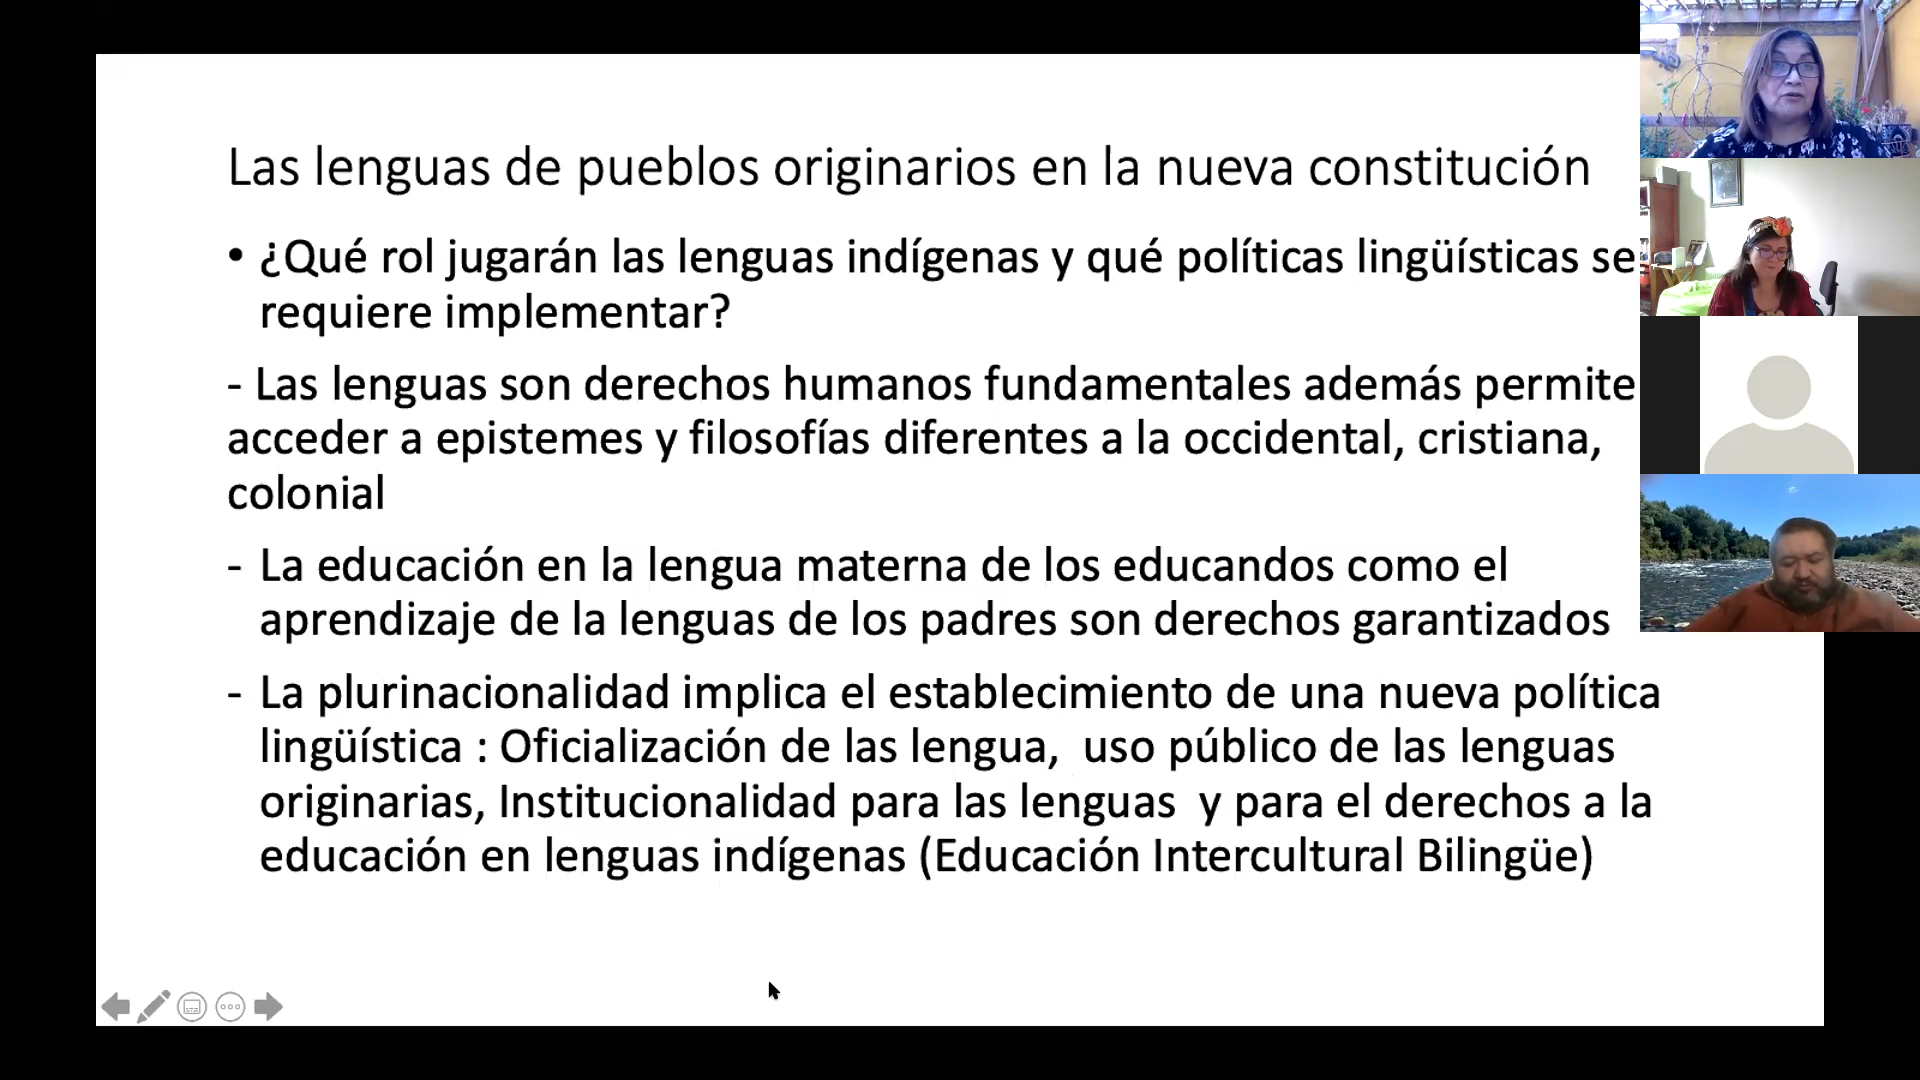 Las lenguas de pueblos originarios en la nueva constitución
• ¿Qué rol jugarán las lenguas indígenas y qué políticas lingüísticas se
requiere implementar?
- Las lenguas son derechos humanos fundamentales además permite
acceder a epistemes y filosofías diferentes a la occidental, cristiana,
colonial
- La educación en la lengua materna de los educandos como el
aprendizaje de la lenguas de los padres son derechos garantizados
- La plurinacionalidad implica el establecimiento de una nueva política
lingüística : Oficialización de las lengua, uso público de las lenguas
originarias, Institucionalidad para las lenguas y para el derechos a la
educación en lenguas indígenas (Educación Intercultural Bilingüe)